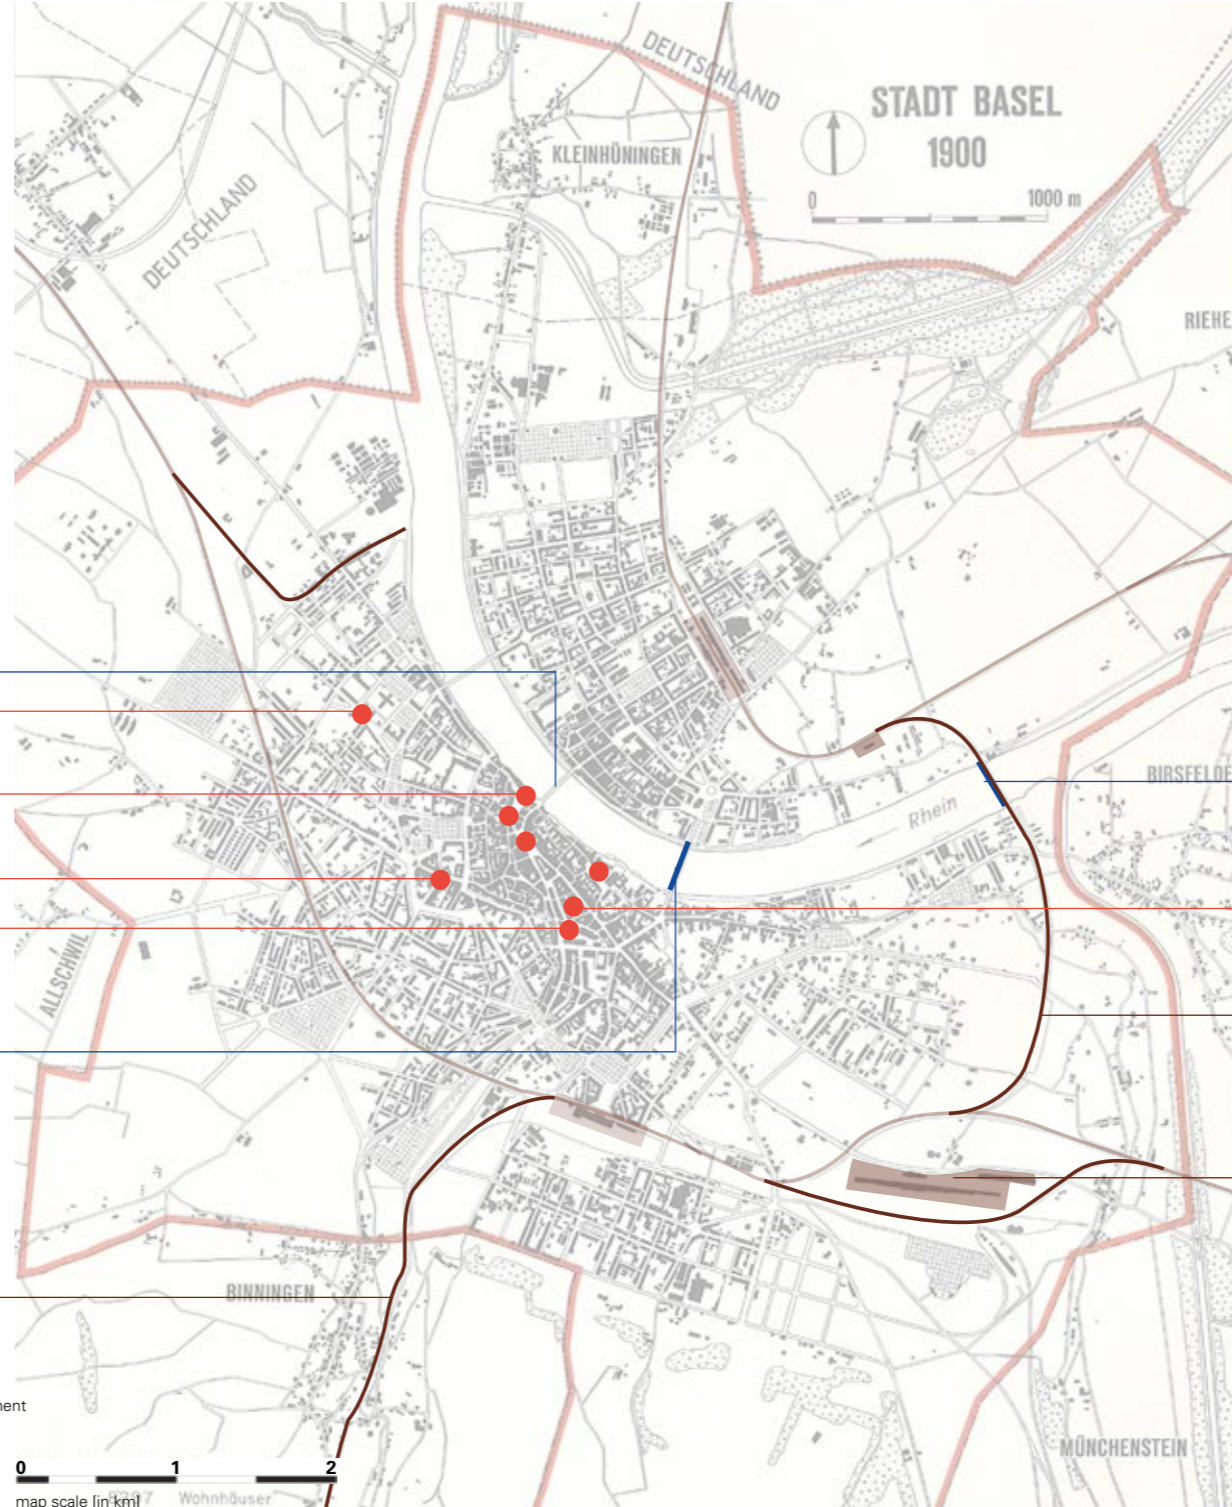 DEUTSCHLAND
STADT BASEL
1900
0 1000 m
KLEINHÜNINGEN
DEUTSCHLAND
RIEHE
BIRSFELDE
Rhein
ALLSCHWIL
BINNINGEN
ment
MÜNCHENSTEIN
0 1 2
map scale [in km]
Wohnhäuser